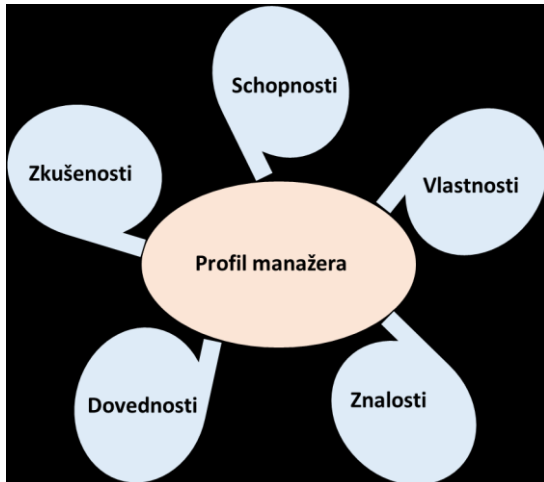 Schopnosti
Zkušenosti
Vlastnosti
Profil manažera
Dovednosti
Znalosti